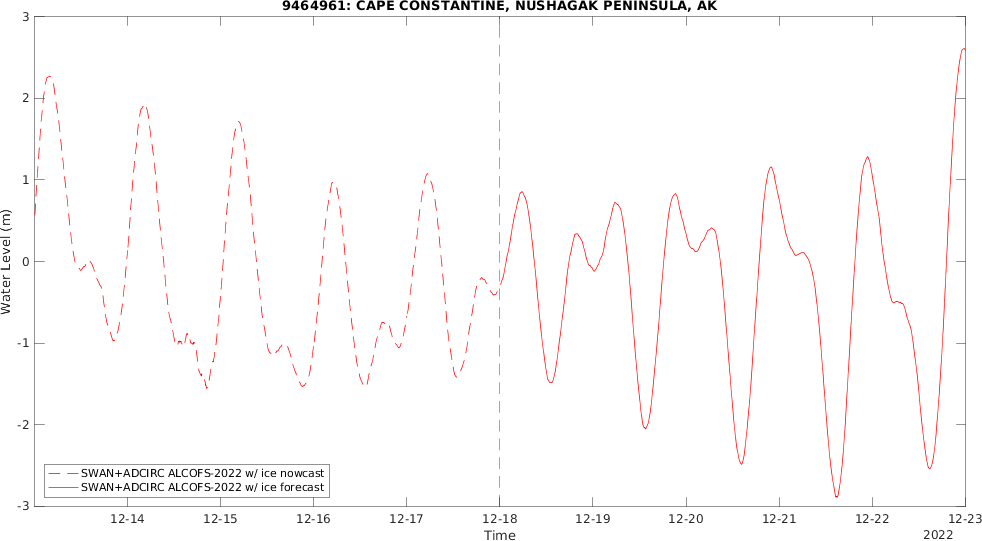 9464961: CAPE CONSTANTINE, NUSHAGAK PENINSULA, AK
3
2
1
0
-1
-2
-3
Water Level (m)
SWAN+ADCIRC ALCOFS-2022 w/ ice nowcast
SWAN+ADCIRC ALCOFS-2022 w/ ice forecast
12-14 12-15 12-16 12-17 12-18 12-19 12-20 12-21 12-22 12-23
Time
2022